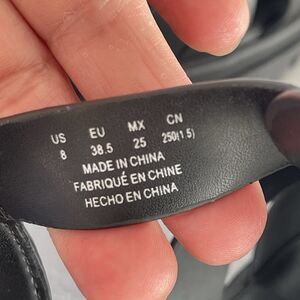 US EU MX CN
8 38.5 25 250(1.5)
MADE IN CHINA
FABRIQUÉ EN CHINE
HECHO EN CHINA